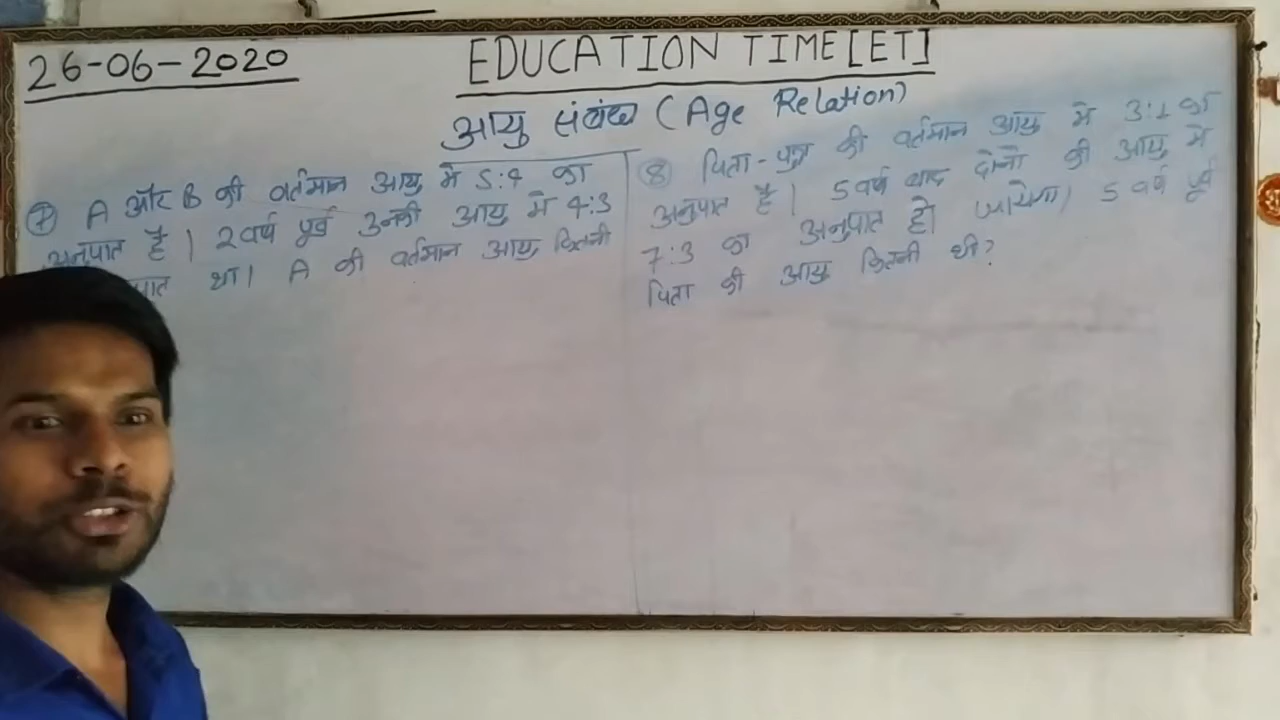 26-06-2020
EDUCATION TIME[ET]
आयु संबंध (Age Relation)
⑦ A और B की वर्तमान आयु मे 5:4 का
अनुपात है। 2 वर्ष पूर्व उनकी आयु मे 4:3
पात था। A की वर्तमान आयु कितनी
⑧ पिता-पुत्र की वर्तमान आयु मे 3:1 का
अनुपात है। 5 वर्ष बाद दोनो की आयु मे
7:3 का अनुपात हो जायेगा। 5 वर्ष पूर्व
पिता की आयु कितनी थी?